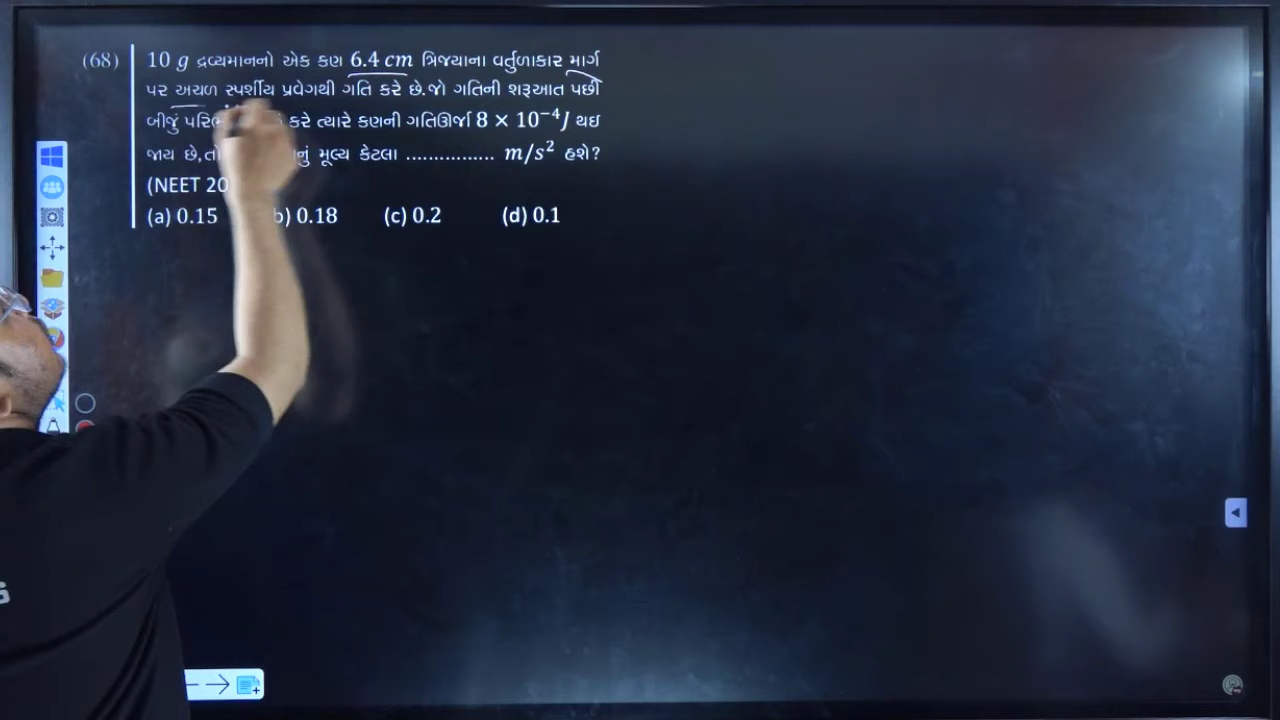 (68) 10 g દ્રવ્યમાનનો એક કણ 6.4 cm ત્રિજ્યાના વર્તુળાકાર માર્ગ
પર અચળ સ્પર્શીય પ્રવેગથી ગતિ કરે છે.જો ગતિની શરૂઆત પછી
બીજું કરે ત્યારે કણની ગતિઊર્જા 8 × 10⁻⁴J થઇ
જાય છે,તો મૂલ્ય કેટલા ................ m/s² હશે?
(NEET 20
(a) 0.15 b) 0.18 (c) 0.2 (d) 0.1